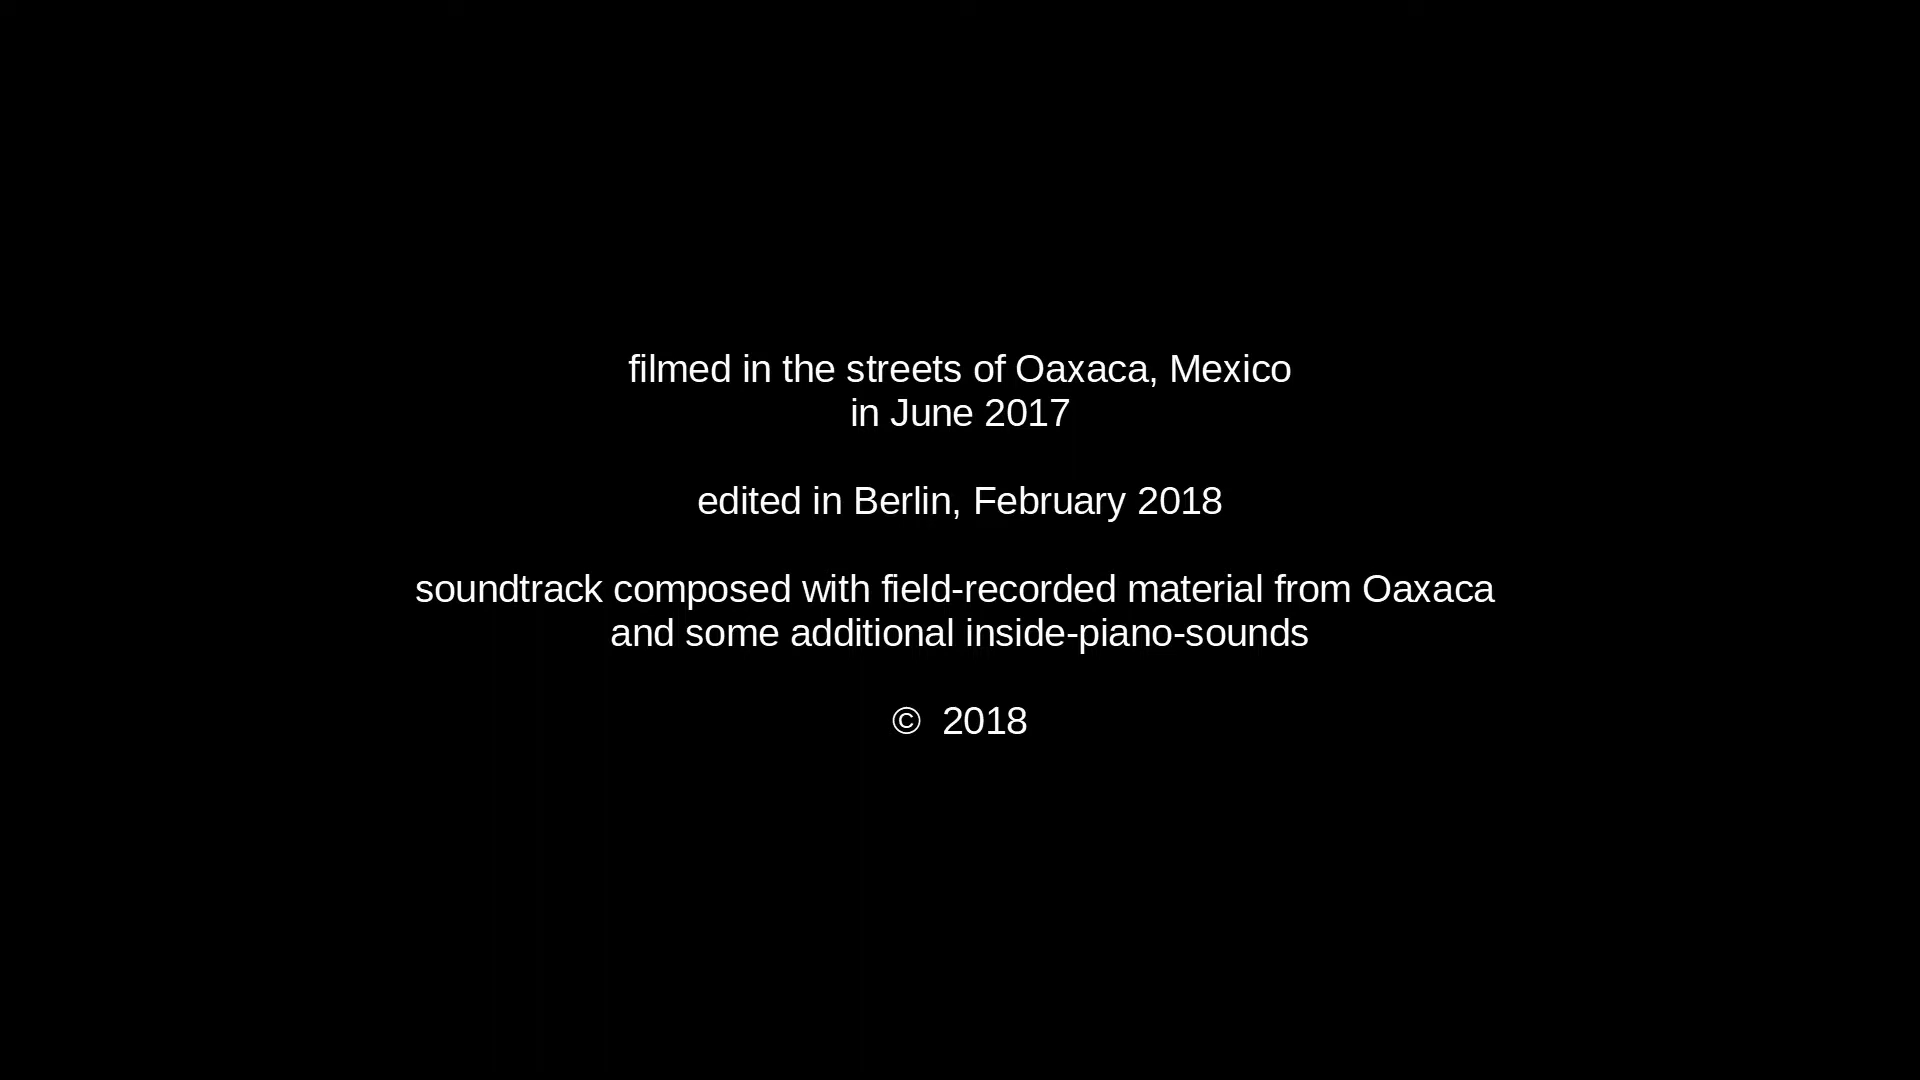 filmed in the streets of Oaxaca, Mexico
in June 2017
edited in Berlin, February 2018
soundtrack composed with field-recorded material from Oaxaca
and some additional inside-piano-sounds
© 2018